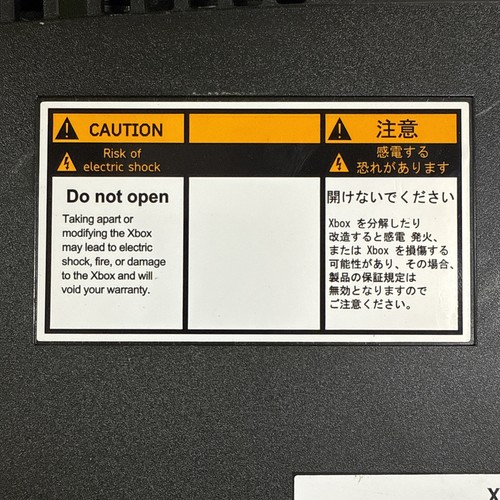 CAUTION
Risk of
electric shock
Do not open
Taking apart or
modifying the Xbox
may lead to electric
shock, fire, or damage
to the Xbox and will
void your warranty.
注意
感電する
恐れがあります
開けないでください
Xbox を分解したり
改造すると感電 発火、
または Xbox を損傷する
可能性があり、その場合、
製品の保証規定は
無効となりますので
ご注意ください。
X